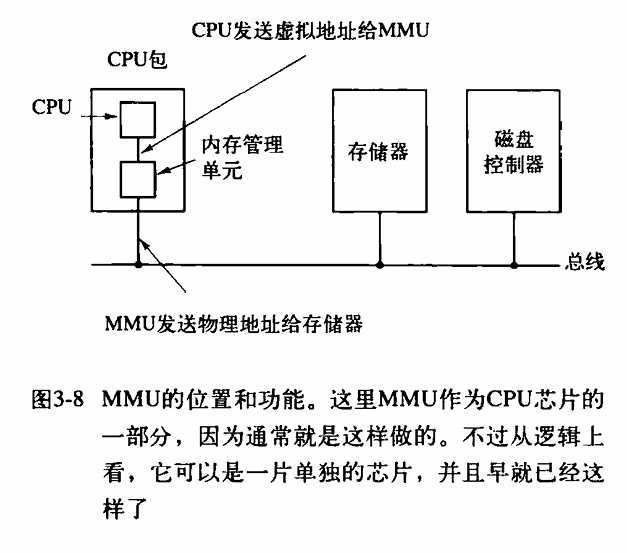 CPU发送虚拟地址给MMU
CPU包
CPU
内存管理
单元
存储器
磁盘
控制器
总线
MMU发送物理地址给存储器
图3-8 MMU的位置和功能。这里MMU作为CPU芯片的
一部分，因为通常就是这样做的。不过从逻辑上
看，它可以是一片单独的芯片，并且早就已经这
样了